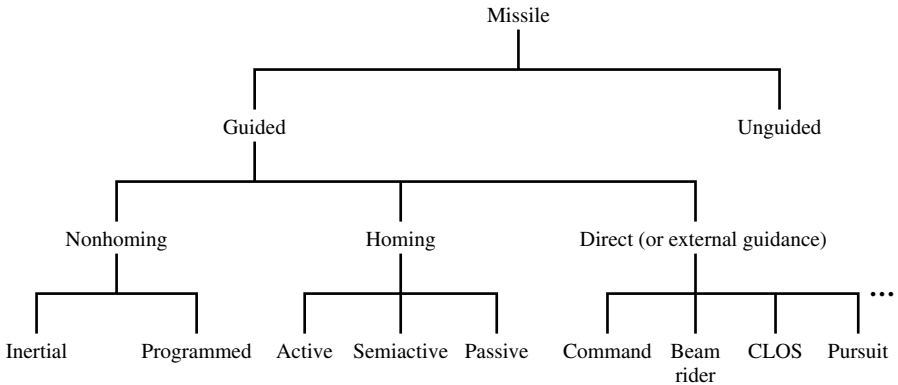 Missile
Guided Unguided
Nonhoming Homing Direct (or external guidance)
...
Inertial Programmed Active Semiactive Passive Command Beam CLOS Pursuit
rider